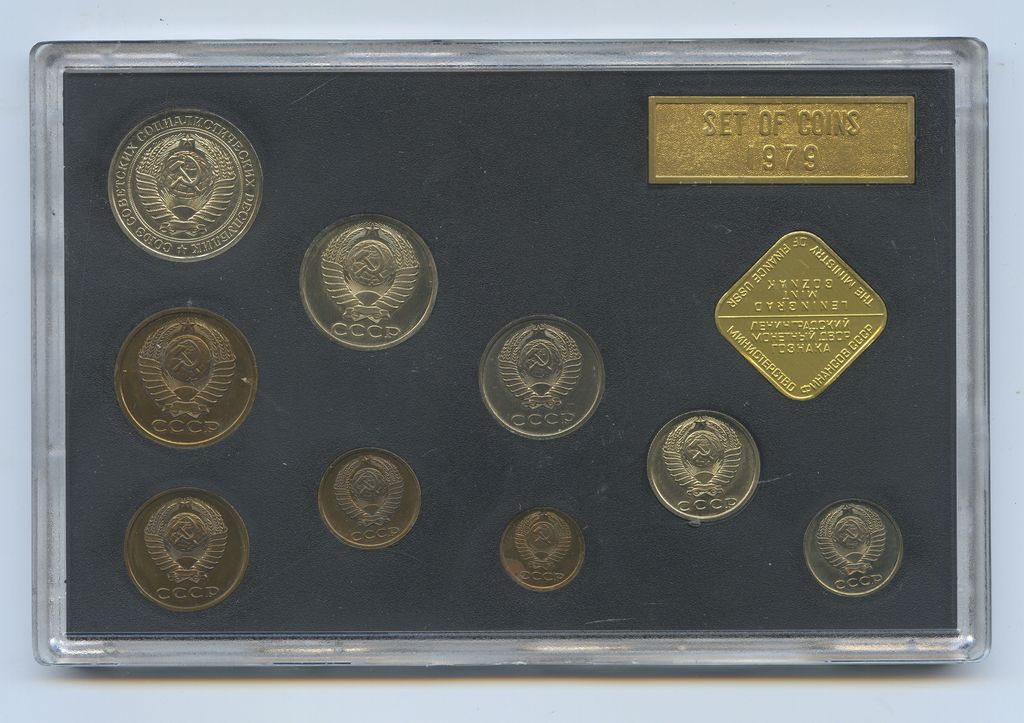 SET OF COINS
1979
СОЮЗ СОВЕТСКИХ СОЦИАЛИСТИЧЕСКИХ РЕСПУБЛИК
СССР
СССР
СССР
СССР
СССР
СССР
СССР
СССР
THE MINISTRY OF FINANCE USSR
LENINGRAD
MINT
GOZNAK
ЛЕНИНГРАДСКИЙ
МОНЕТНЫЙ ДВОР
ГОЗНАКА
МИНИСТЕРСТВО ФИНАНСОВ СССР